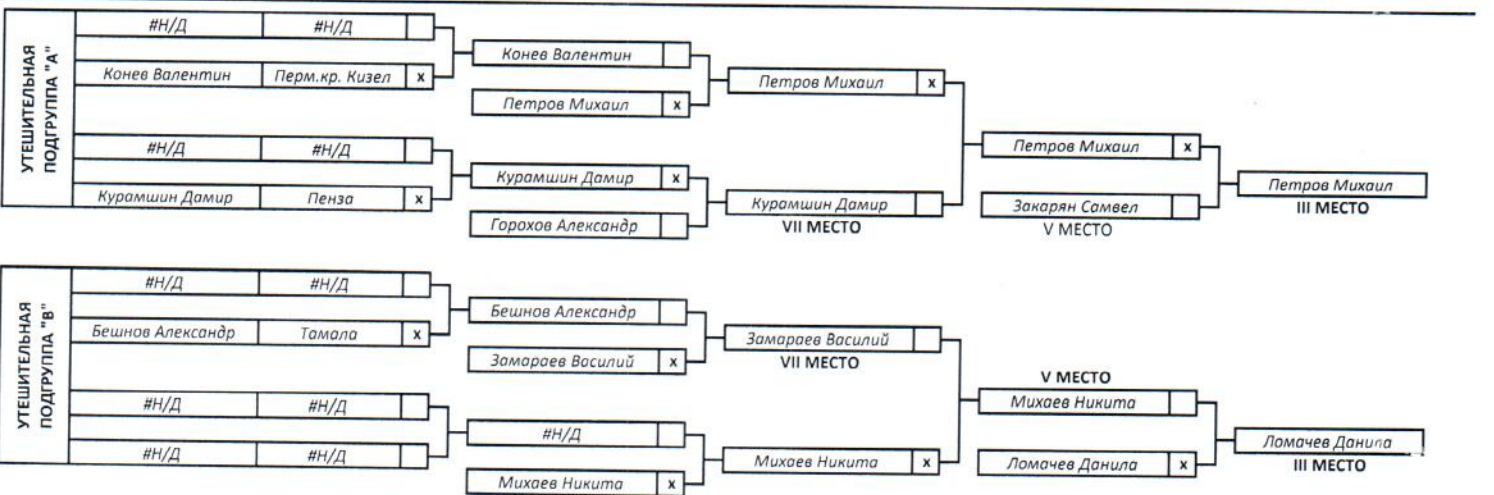 УТЕШИТЕЛЬНАЯ
ПОДГРУППА "А"
#Н/Д #Н/Д
Конев Валентин Перм.кр. Кизел х
#Н/Д #Н/Д
Курамшин Дамир Пенза х
Конев Валентин
Петров Михаил х
Курамшин Дамир х
Горохов Александр
Петров Михаил х
Курамшин Дамир
VII МЕСТО
Петров Михаил х
Закарян Самвел
V МЕСТО
Петров Михаил
III МЕСТО
УТЕШИТЕЛЬНАЯ
ПОДГРУППА "В"
#Н/Д #Н/Д
Бешнов Александр Тамала х
#Н/Д #Н/Д
#Н/Д #Н/Д
Бешнов Александр
Замараев Василий х
#Н/Д
Михаев Никита х
Замараев Василий
VII МЕСТО
Михаев Никита х
V МЕСТО
Михаев Никита
Ломачев Данила х
Ломачев Данила
III МЕСТО